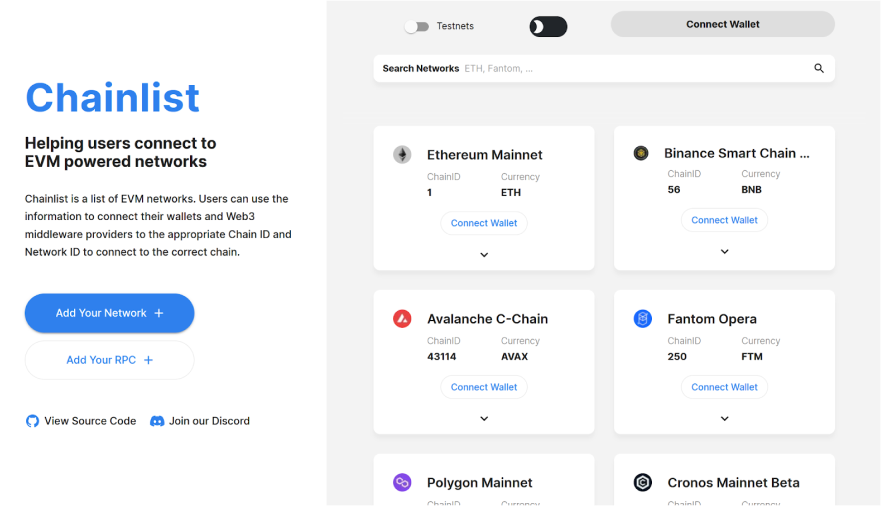 Testnets
Connect Wallet
Search Networks ETH, Fantom, ...
Chainlist
Helping users connect to
EVM powered networks
Chainlist is a list of EVM networks. Users can use the
information to connect their wallets and Web3
middleware providers to the appropriate Chain ID and
Network ID to connect to the correct chain.
Add Your Network +
Add Your RPC +
View Source Code Join our Discord
Ethereum Mainnet
ChainID Currency
1 ETH
Connect Wallet
Binance Smart Chain ...
ChainID Currency
56 BNB
Connect Wallet
Avalanche C-Chain
ChainID Currency
43114 AVAX
Connect Wallet
Fantom Opera
ChainID Currency
250 FTM
Connect Wallet
Polygon Mainnet
ChainID Currency
Cronos Mainnet Beta
ChainID Currency